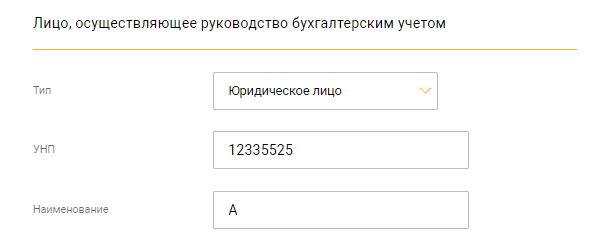 Лицо, осуществляющее руководство бухгалтерским учетом
Тип
Юридическое лицо
УНП
12335525
Наименование
А